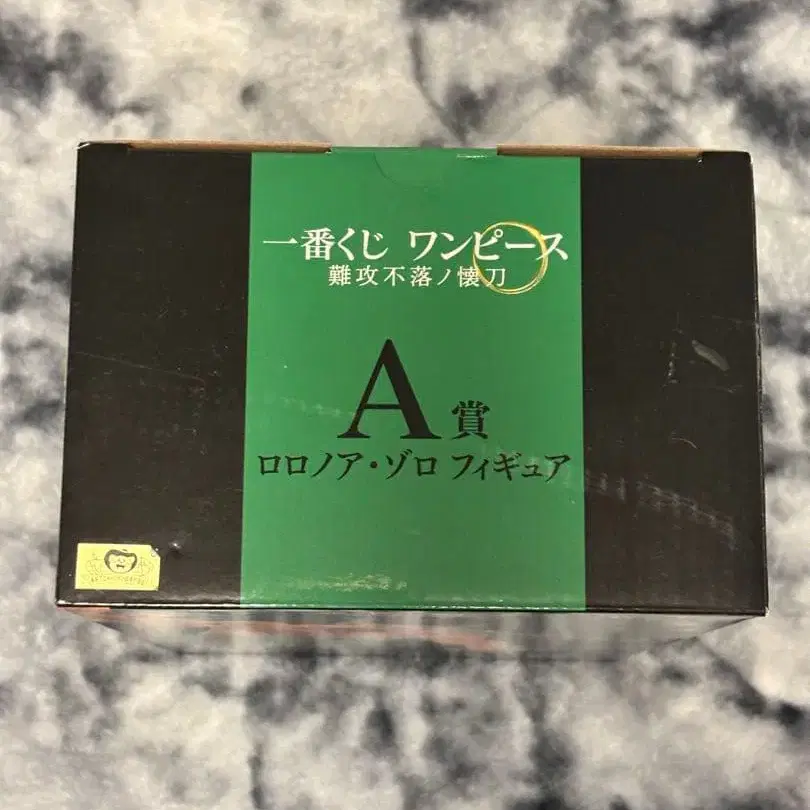 一番くじ ワンピース
難攻不落ノ懐刀
A賞
ロロノア・ゾロ フィギュア